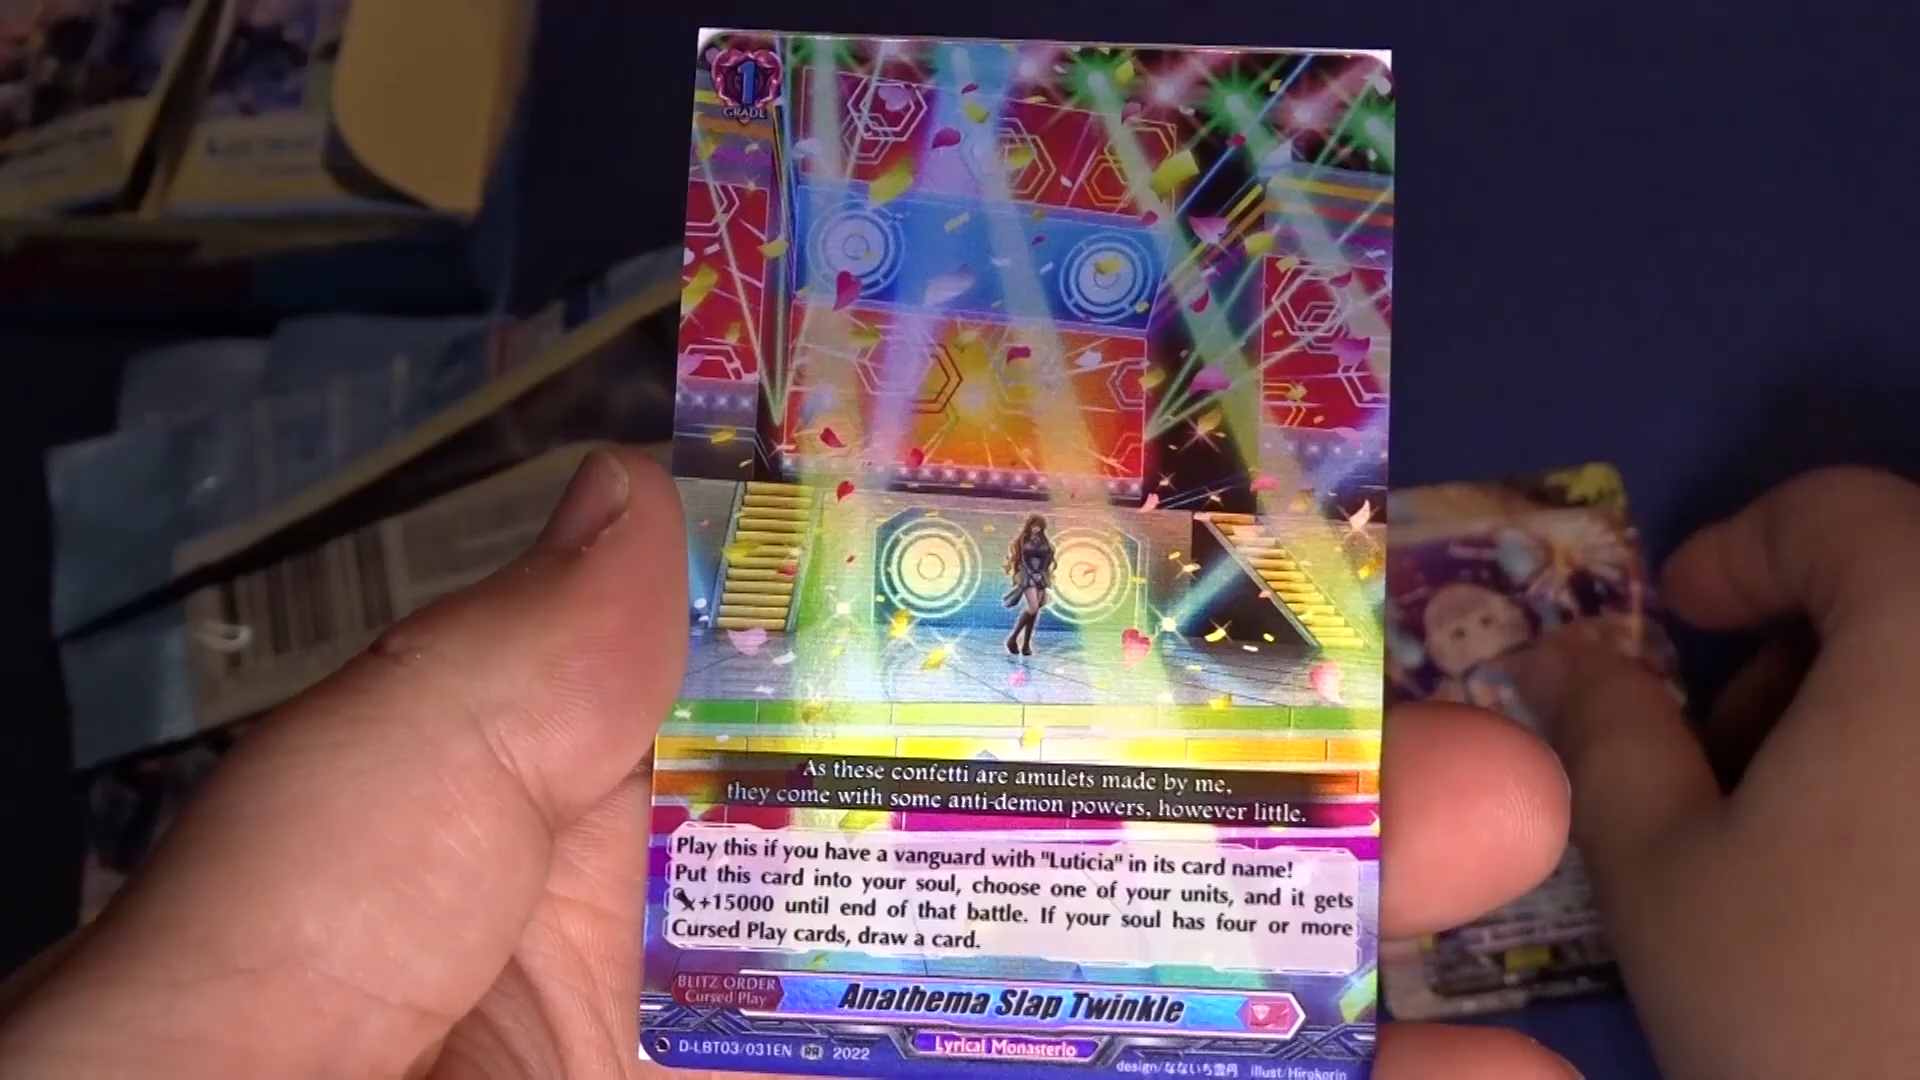 1
GRADE
As these confetti are amulets made by me,
they come with some anti-demon powers, however little.
Play this if you have a vanguard with "Luticia" in its card name!
Put this card into your soul, choose one of your units, and it gets
+15000 until end of that battle. If your soul has four or more
Cursed Play cards, draw a card.
BLITZ ORDER
Cursed Play
Anathema Slap Twinkle
D-LBT03/031EN RR 2022
Lyrical Monasterio
design/なないち雲丹 illust/Hirokorin